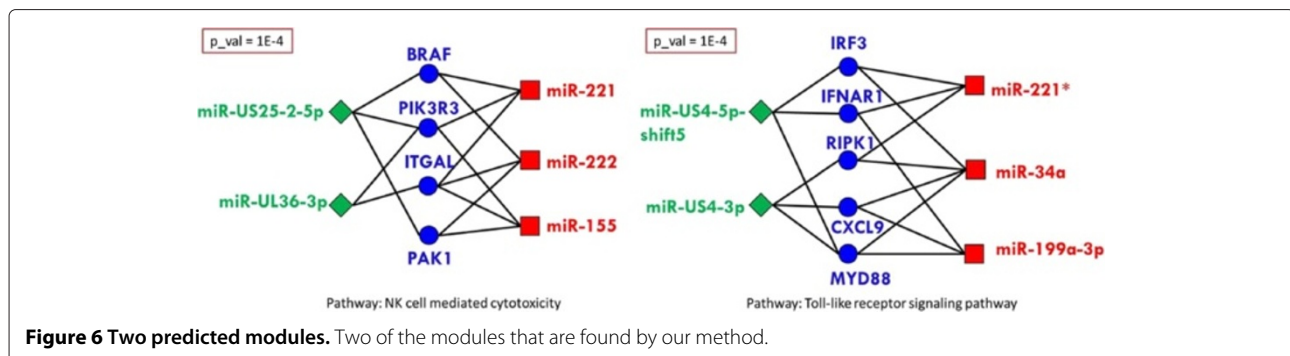 p_val = 1E-4
BRAF
miR-US25-2-5p
PIK3R3
miR-221
ITGAL
miR-222
miR-UL36-3p
miR-155
PAK1
Pathway: NK cell mediated cytotoxicity
p_val = 1E-4
IRF3
miR-US4-5p-
shift5
IFNAR1
miR-221*
RIPK1
miR-34a
miR-US4-3p
CXCL9
miR-199a-3p
MYD88
Pathway: Toll-like receptor signaling pathway
Figure 6 Two predicted modules. Two of the modules that are found by our method.